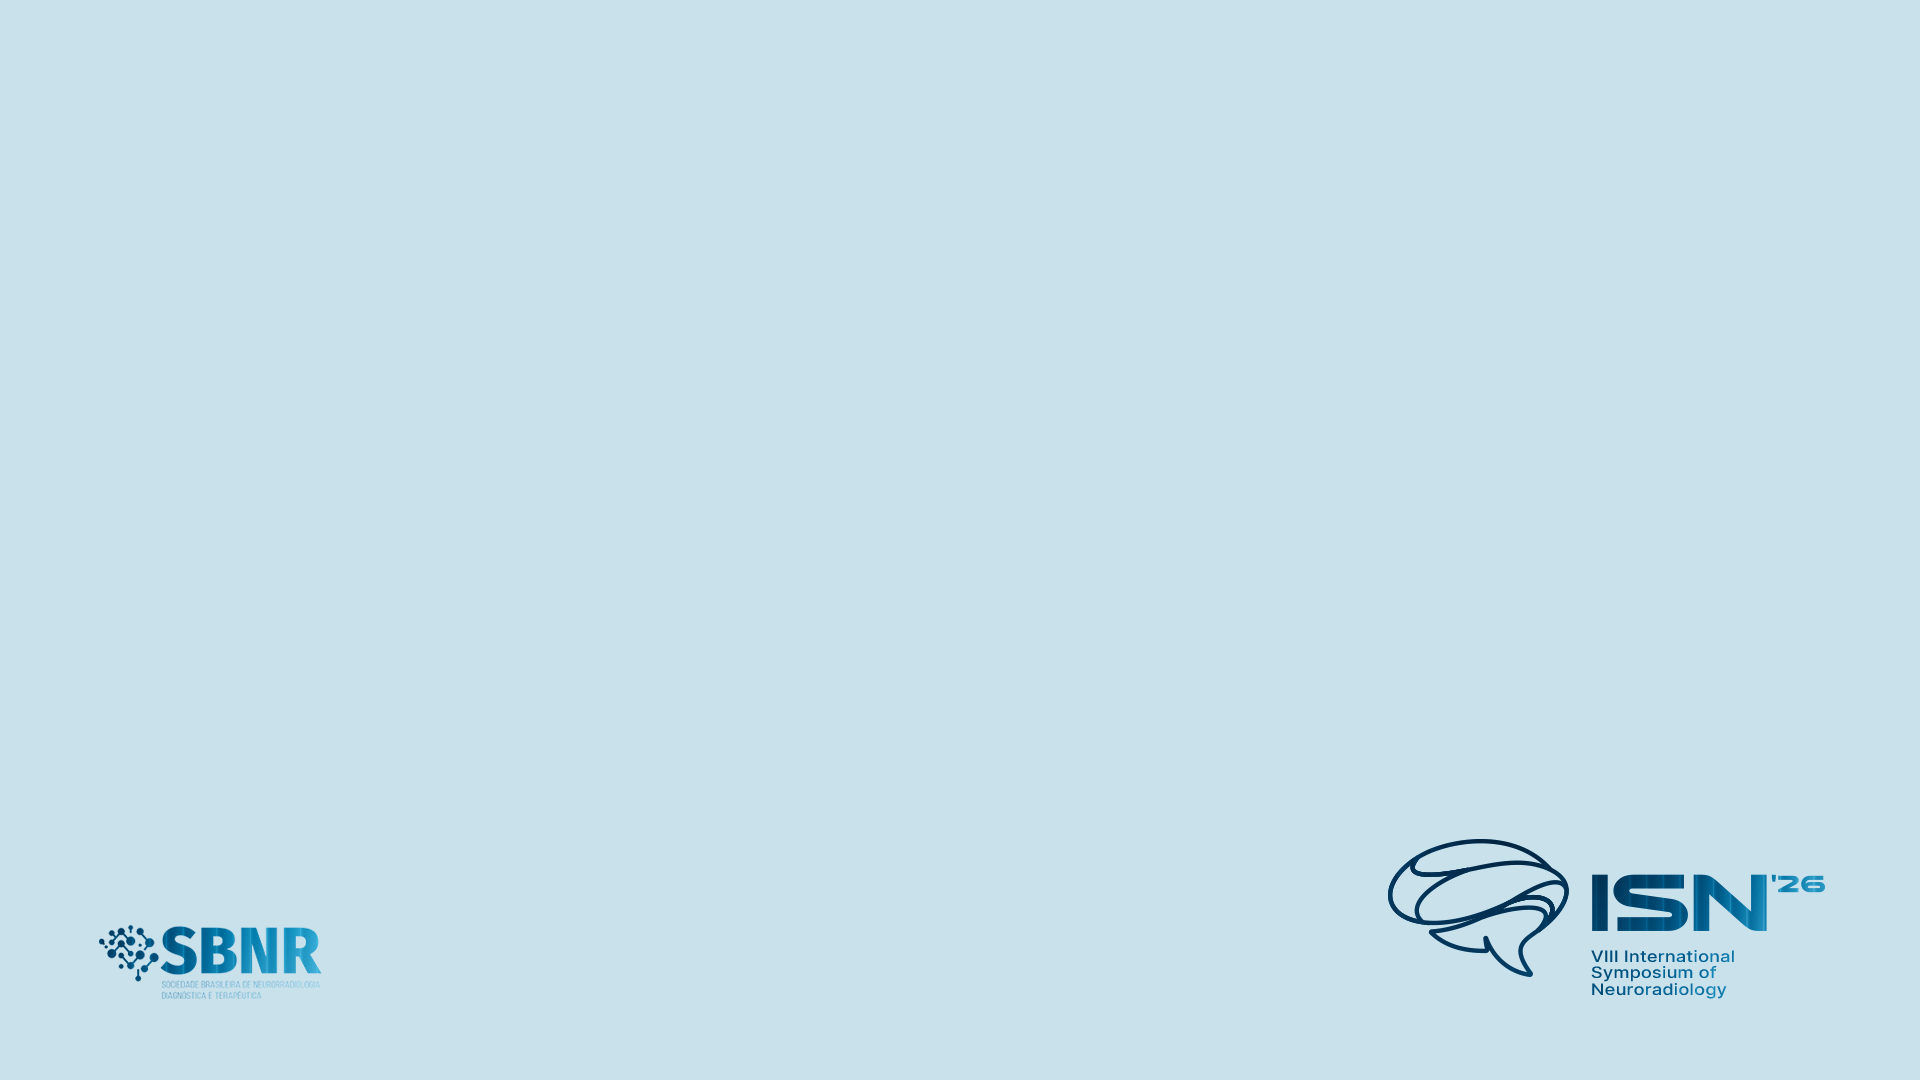 SBNR
SOCIEDADE BRASILEIRA DE NEURORRADIOLOGIA
DIAGNÓSTICA E TERAPÊUTICA
ISN'26
VIII International
Symposium of
Neuroradiology